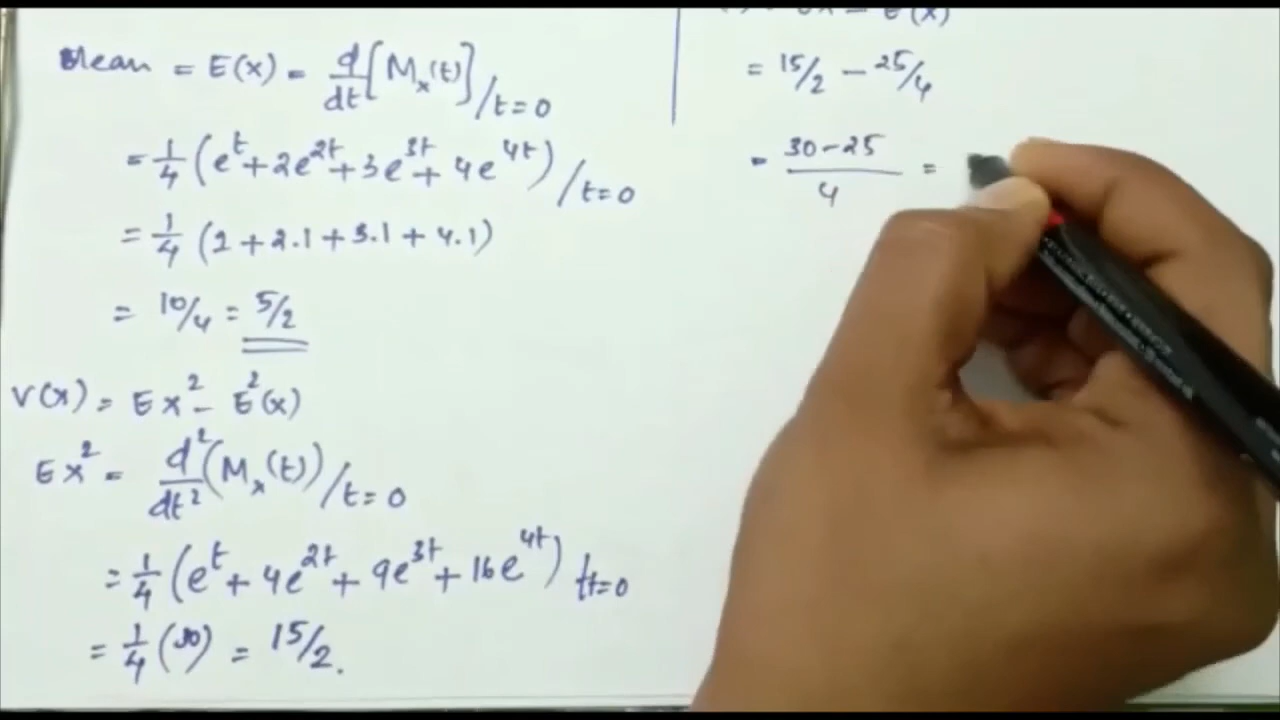 Mean = E(x) = d/dt [Mx(t)] /t=0
= 1/4 (e^t + 2e^2t + 3e^3t + 4e^4t) /t=0
= 1/4 (1 + 2.1 + 3.1 + 4.1)
= 10/4 = 5/2
V(x) = Ex² - E²(x)
Ex² = d²/dt² (Mx(t)) /t=0
= 1/4 (e^t + 4e^2t + 9e^3t + 16e^4t) /t=0
= 1/4 (30) = 15/2.
= 15/2 - 25/4
= 30-25/4 =